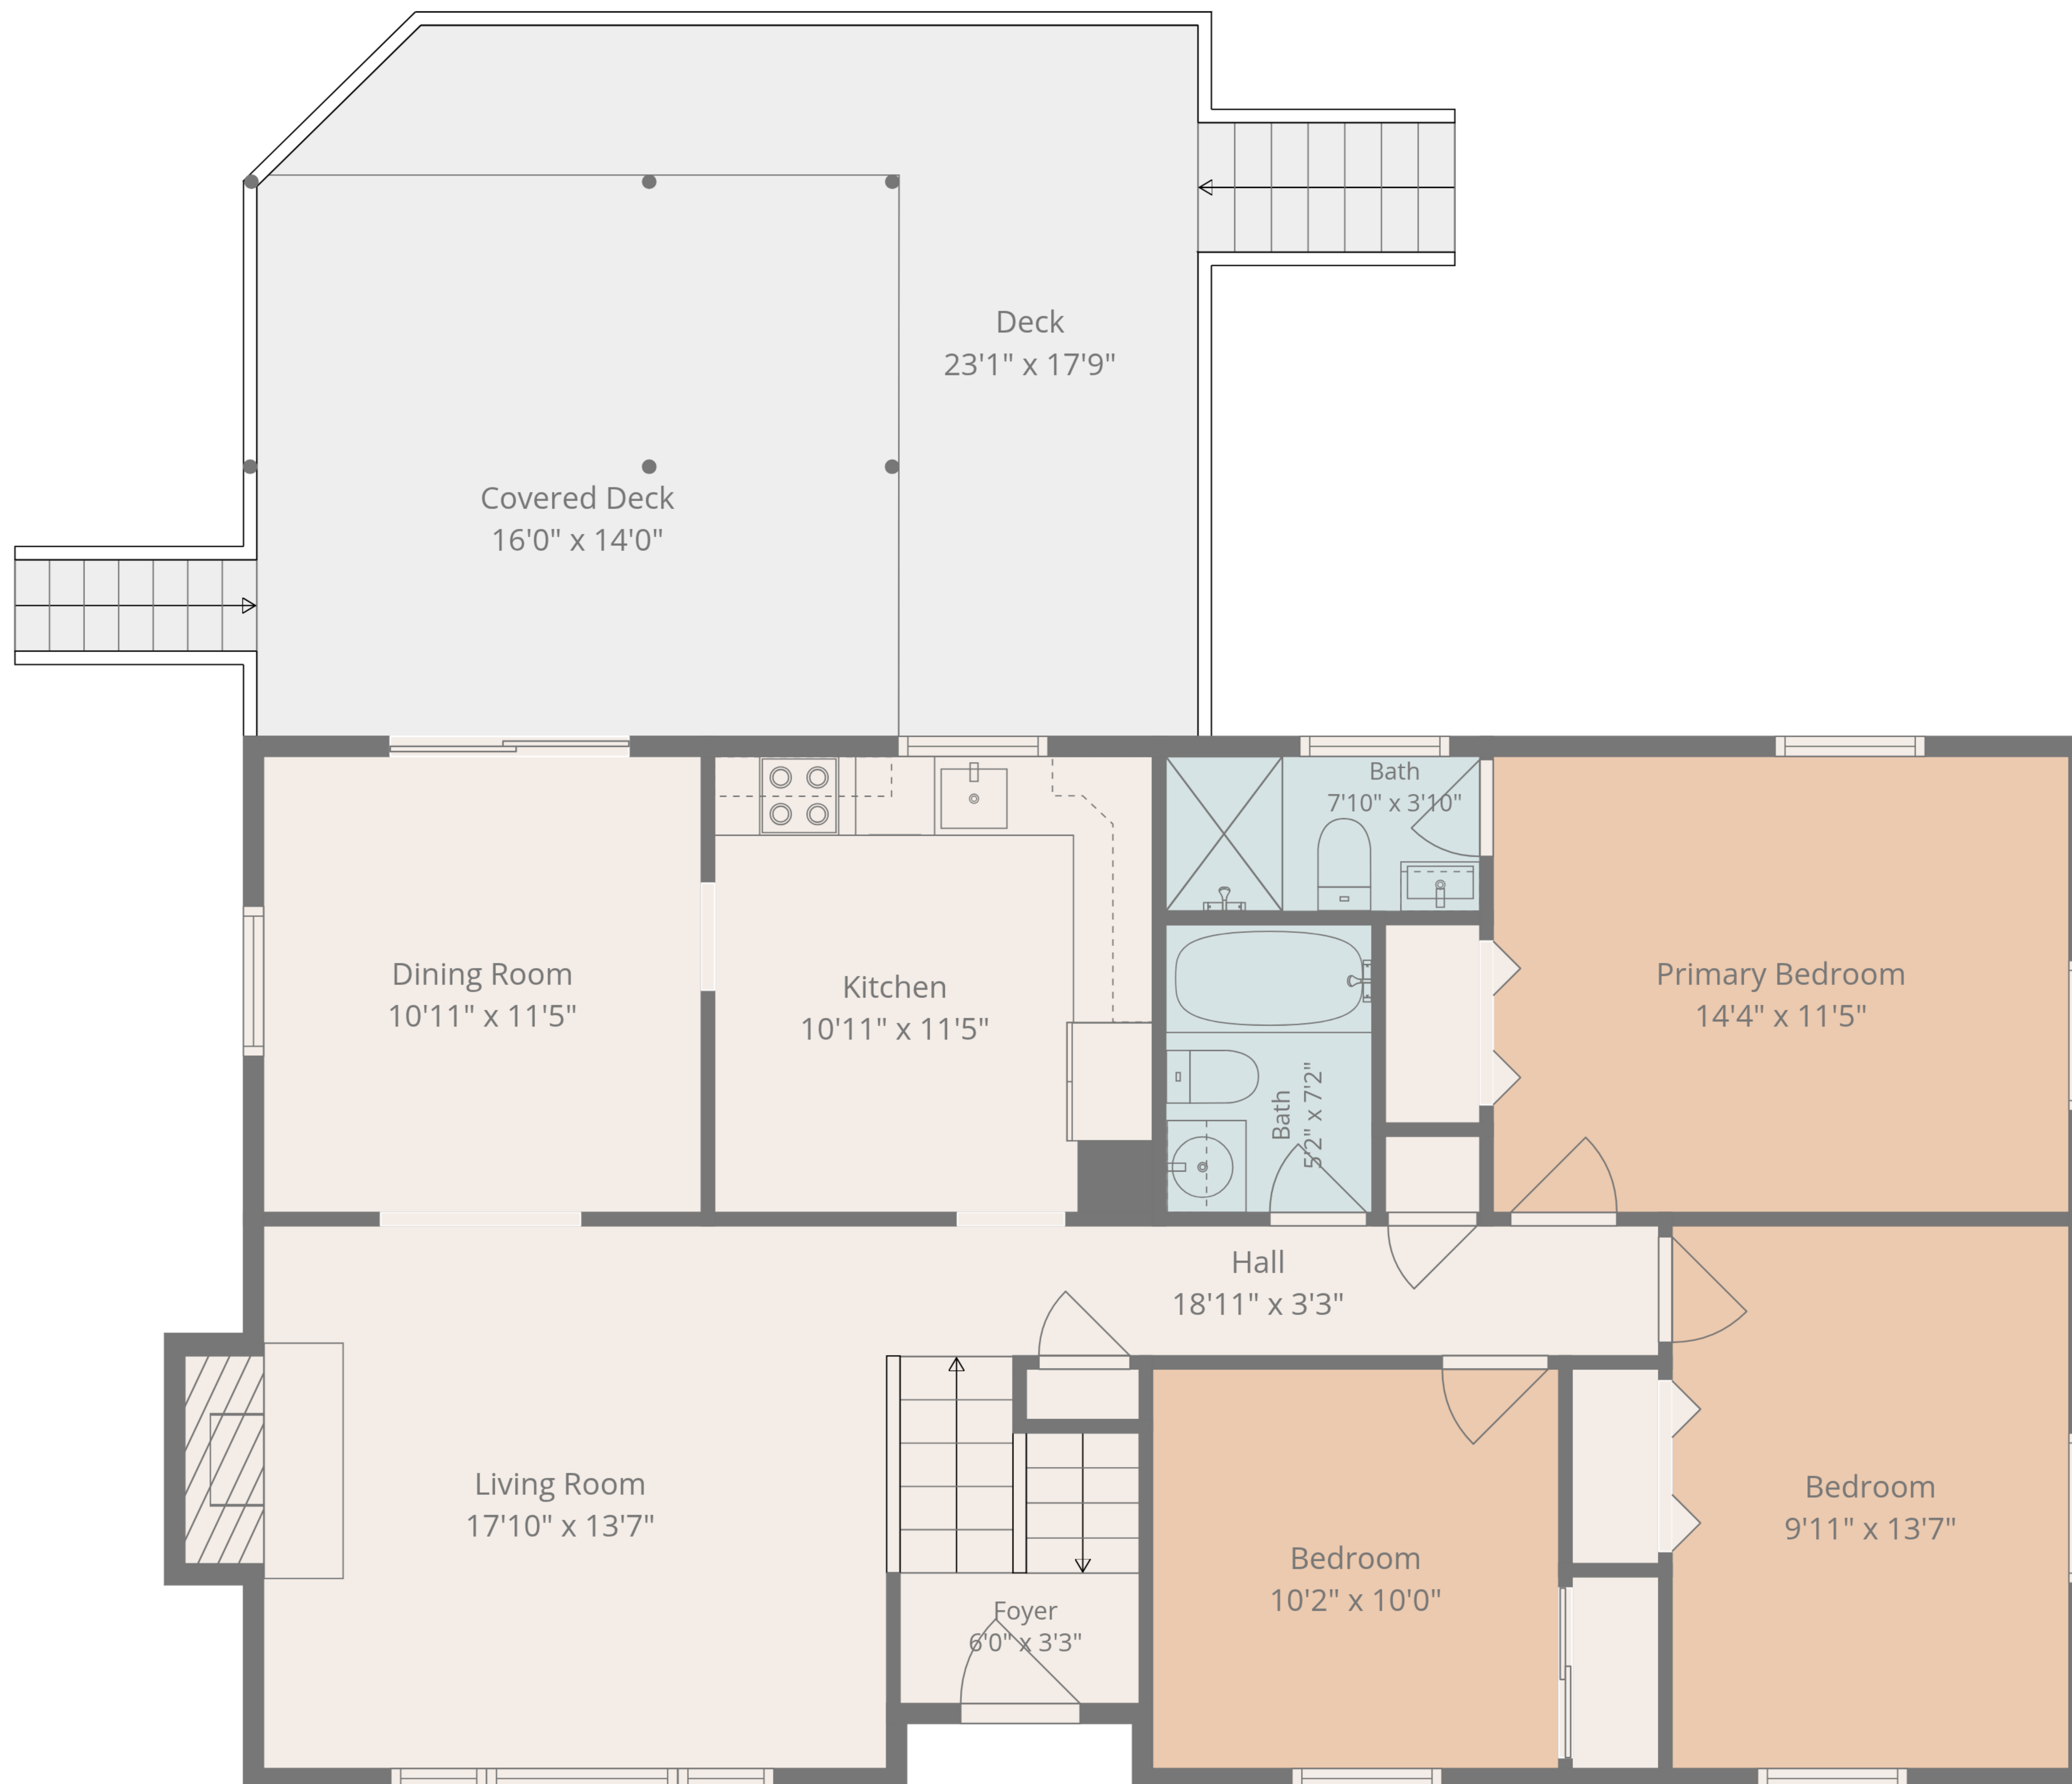 Deck
23'1" x 17'9"
Covered Deck
16'0" x 14'0"
Bath
7'10" x 3'10"
Dining Room
10'11" x 11'5"
Kitchen
10'11" x 11'5"
Primary Bedroom
14'4" x 11'5"
Bath
5'2" x 7'2"
Hall
18'11" x 3'3"
Living Room
17'10" x 13'7"
Bedroom
9'11" x 13'7"
Bedroom
10'2" x 10'0"
Foyer
6'0" x 3'3"